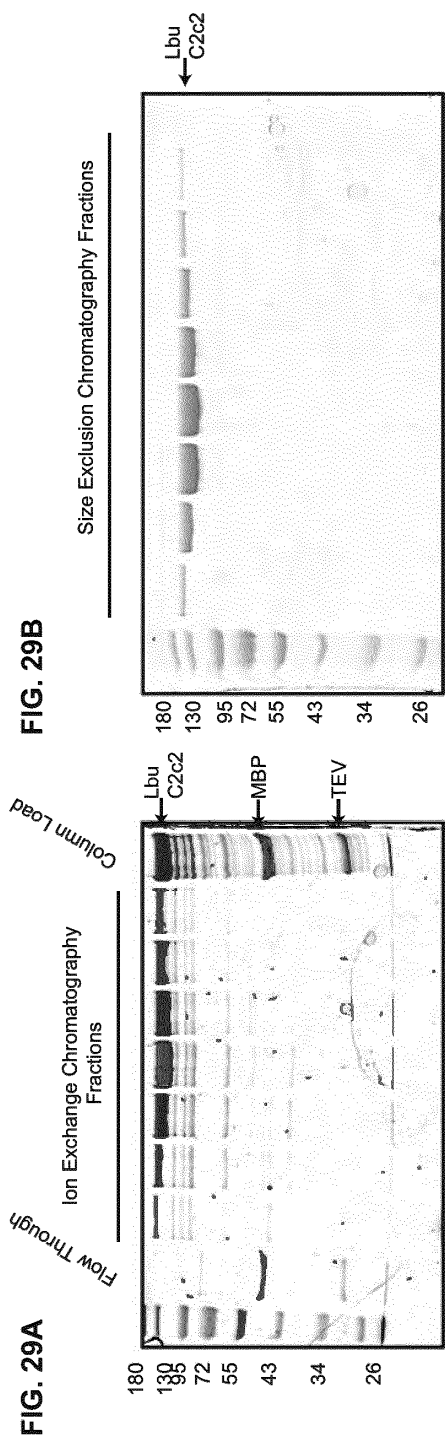 FIG. 29A
Flow Through
Ion Exchange Chromatography
Fractions
Column Load
180
130
95
72
55
43
34
26
Lbu
C2c2
MBP
TEV
FIG. 29B
Size Exclusion Chromatography Fractions
180
130
95
72
55
43
34
26
Lbu
C2c2